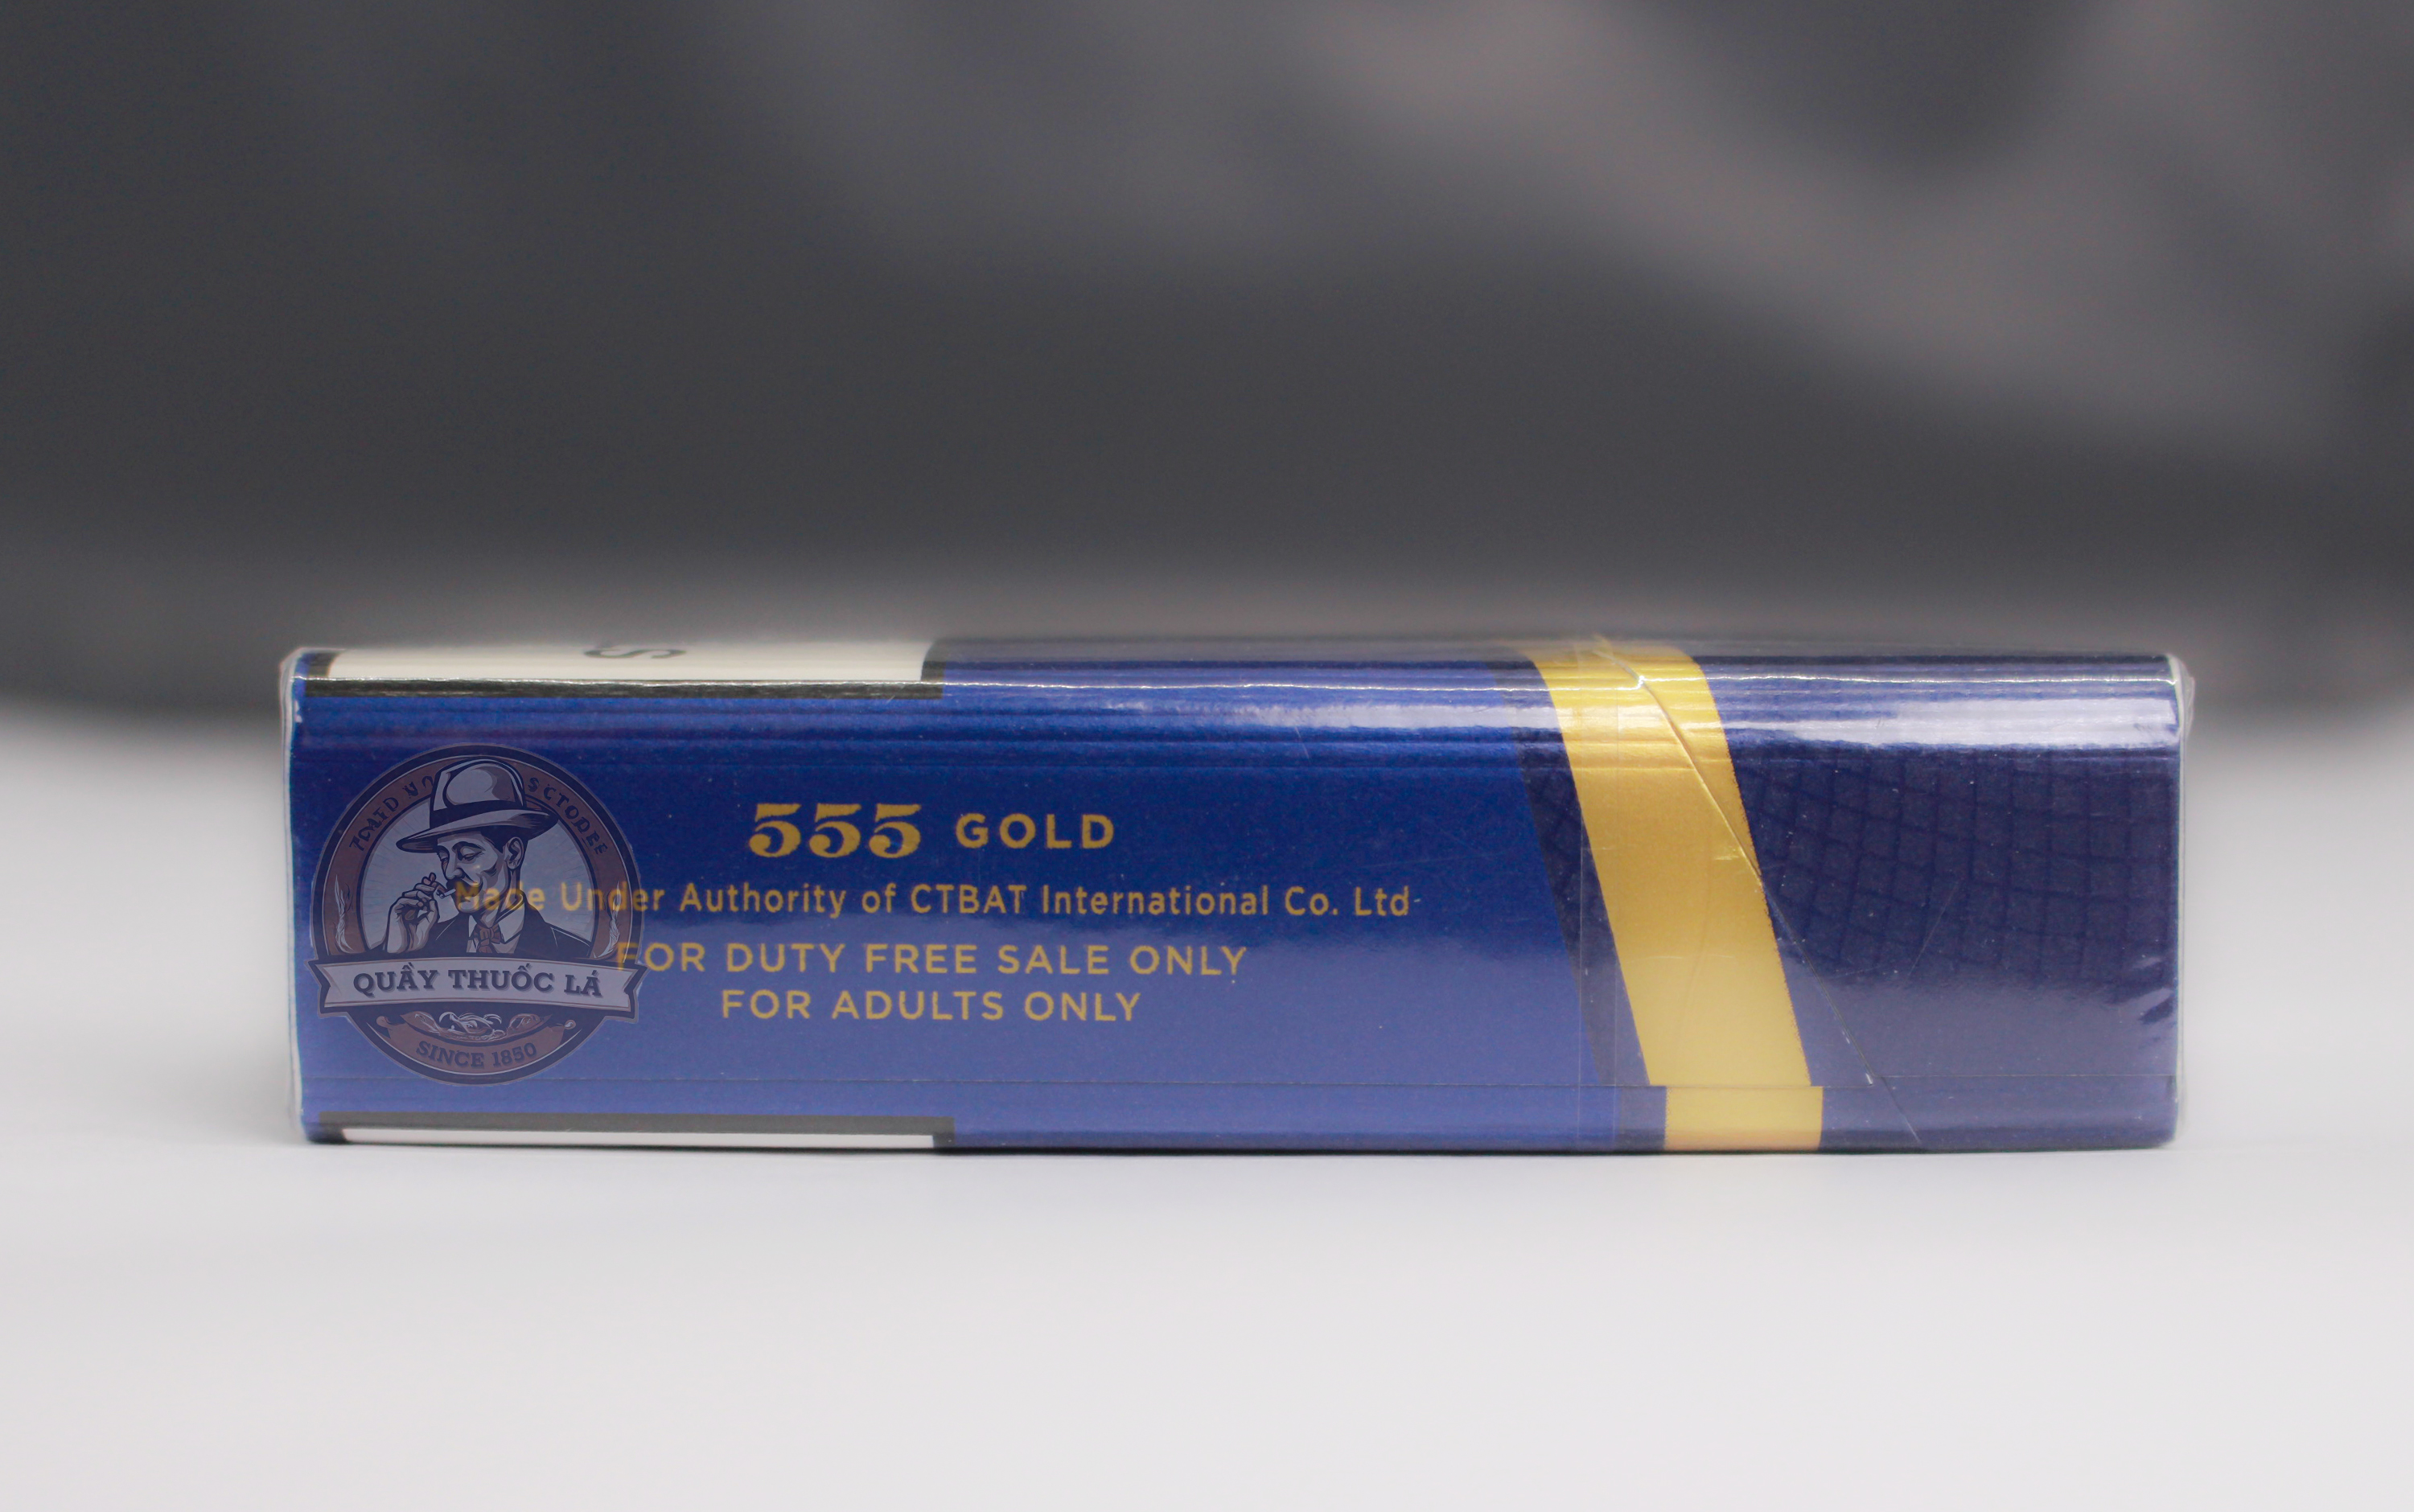 S
555 GOLD
Made Under Authority of CTBAT International Co. Ltd
FOR DUTY FREE SALE ONLY
FOR ADULTS ONLY
QUẦY THUỐC LÁ
SINCE 1850